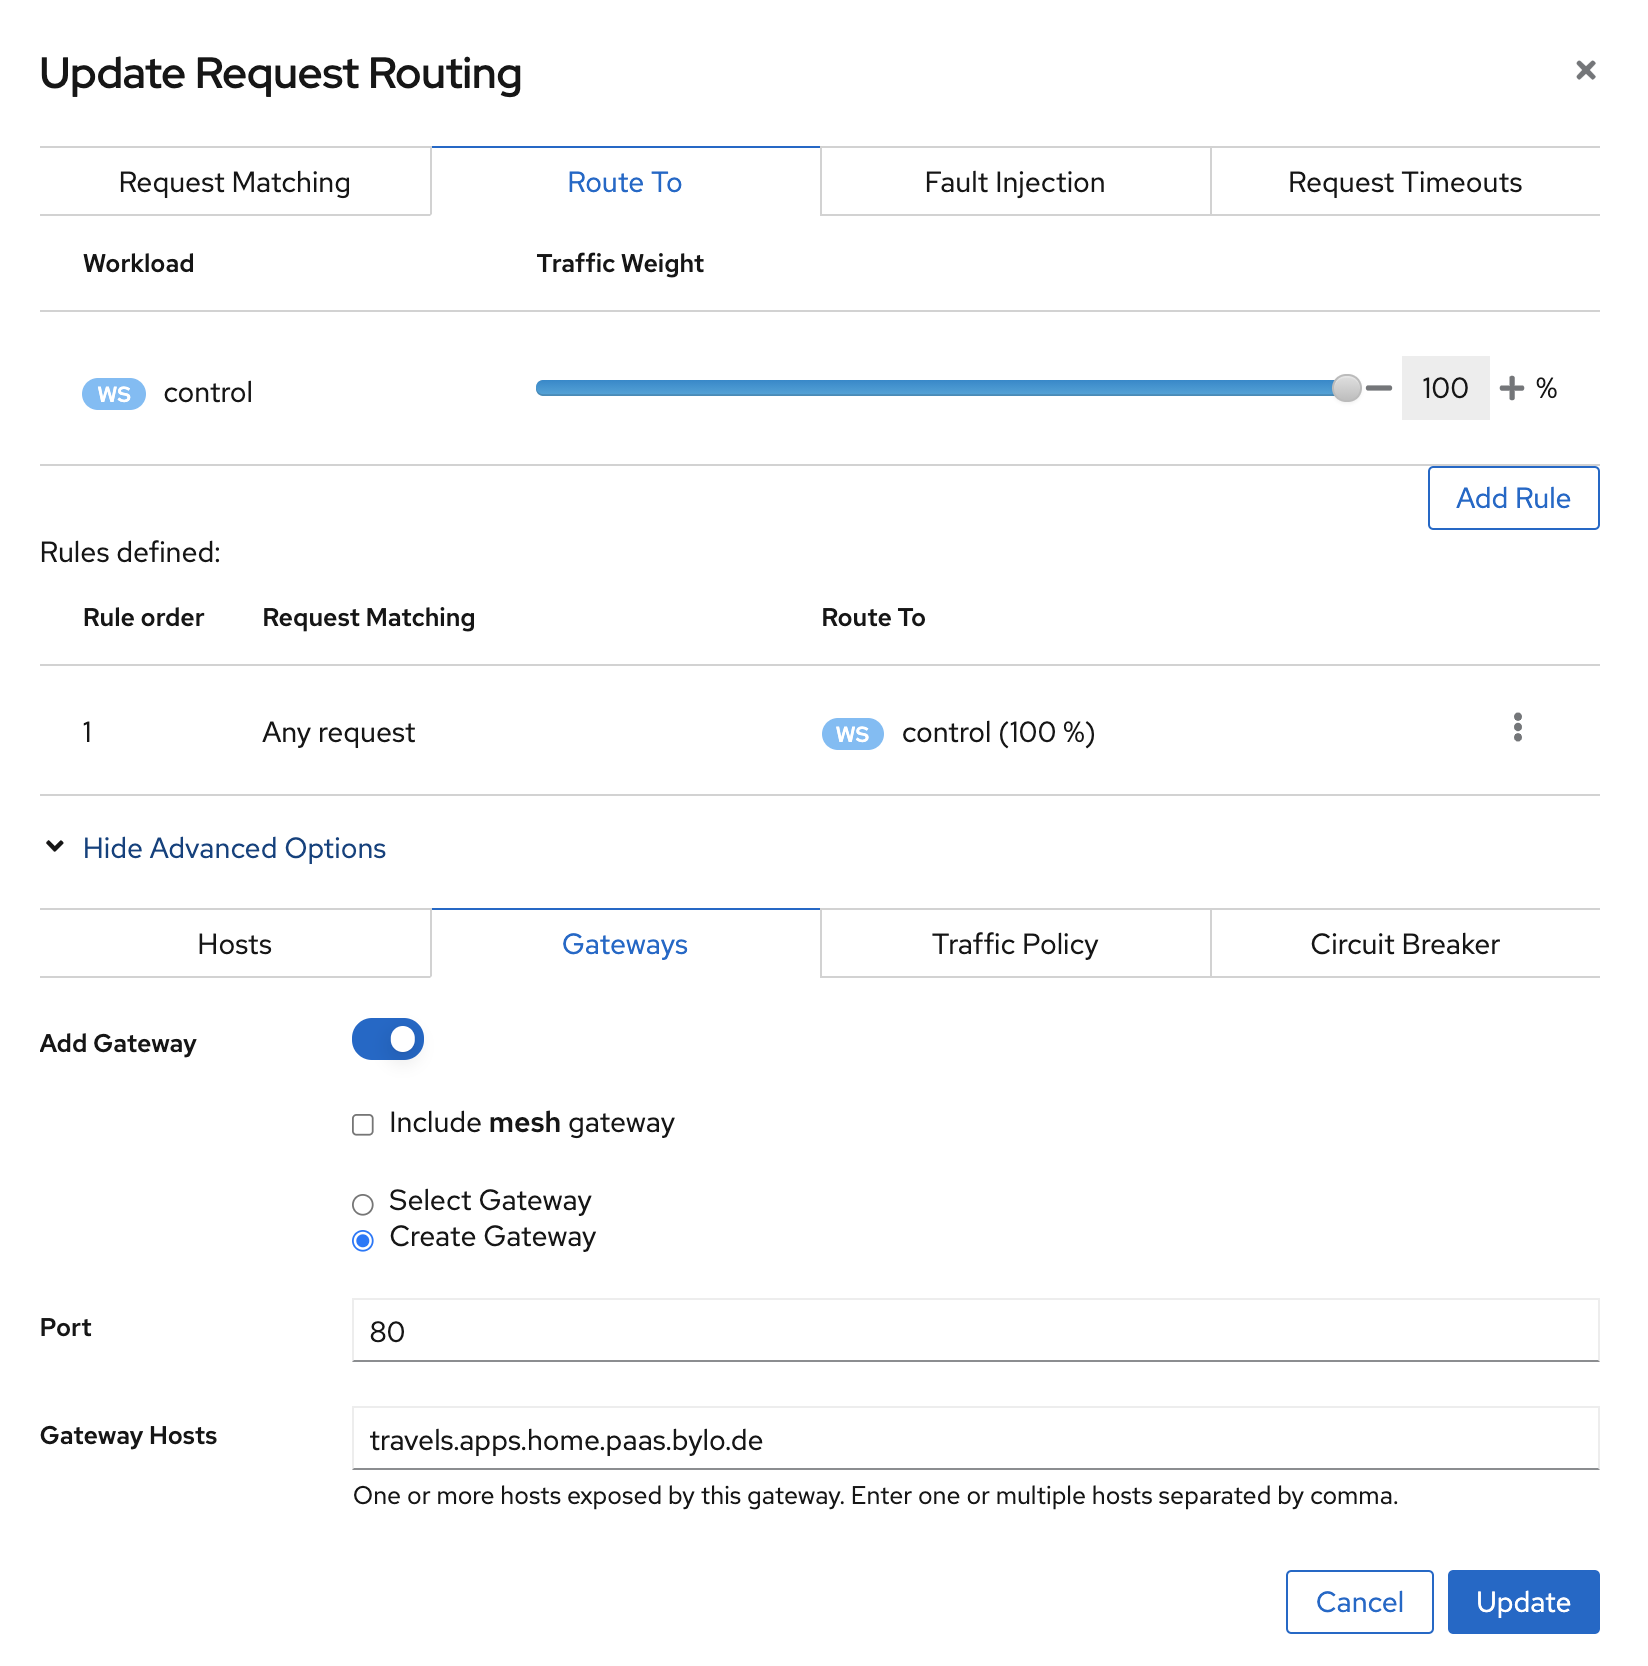 Update Request Routing
Request Matching Route To Fault Injection Request Timeouts
Workload Traffic Weight
WS control 100 %
Add Rule
Rules defined:
Rule order Request Matching Route To
1 Any request WS control (100 %)
Hide Advanced Options
Hosts Gateways Traffic Policy Circuit Breaker
Add Gateway
Include mesh gateway
Select Gateway
Create Gateway
Port 80
Gateway Hosts travels.apps.home.paas.bylo.de
One or more hosts exposed by this gateway. Enter one or multiple hosts separated by comma.
Cancel Update